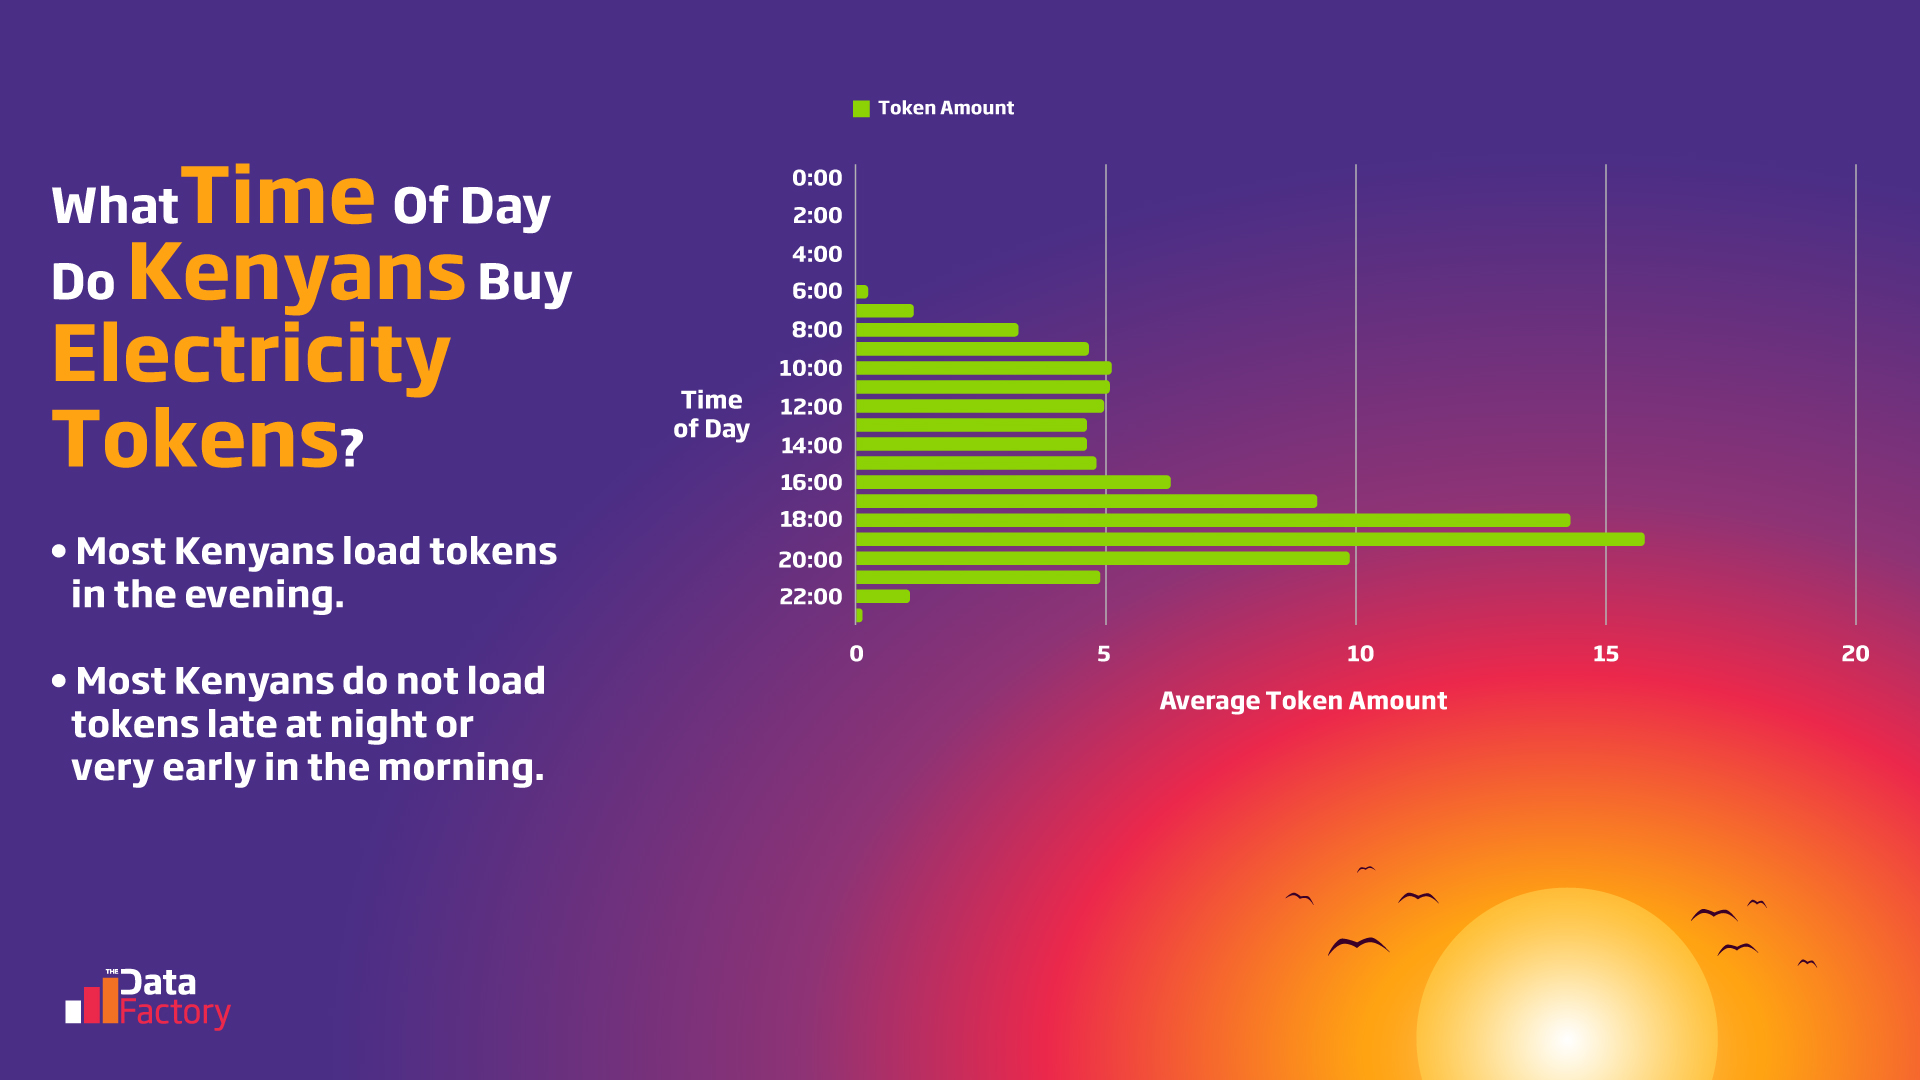 What Time Of Day
Do Kenyans Buy
Electricity
Tokens?
• Most Kenyans load tokens
in the evening.
• Most Kenyans do not load
tokens late at night or
very early in the morning.
THE Data
Factory
Token Amount
Time
of Day
0:00
2:00
4:00
6:00
8:00
10:00
12:00
14:00
16:00
18:00
20:00
22:00
0 5 10 15 20
Average Token Amount